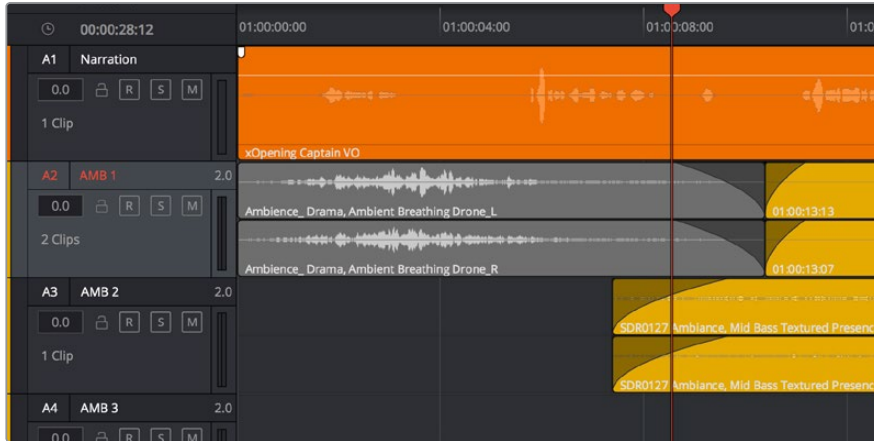 00:00:28:12 01:00:00:00 01:00:04:00 01:00:08:00 01:0
A1 Narration
0.0 R S M
1 Clip
xOpening Captain VO
A2 AMB 1 2.0
0.0 R S M
Ambience_ Drama, Ambient Breathing Drone_L 01:00:13:13
2 Clips
Ambience_ Drama, Ambient Breathing Drone_R 01:00:13:07
A3 AMB 2 2.0
0.0 R S M
SDR0127 Ambiance, Mid Bass Textured Presenc
1 Clip
SDR0127 Ambiance, Mid Bass Textured Presenc
A4 AMB 3 2.0
0.0 R S M